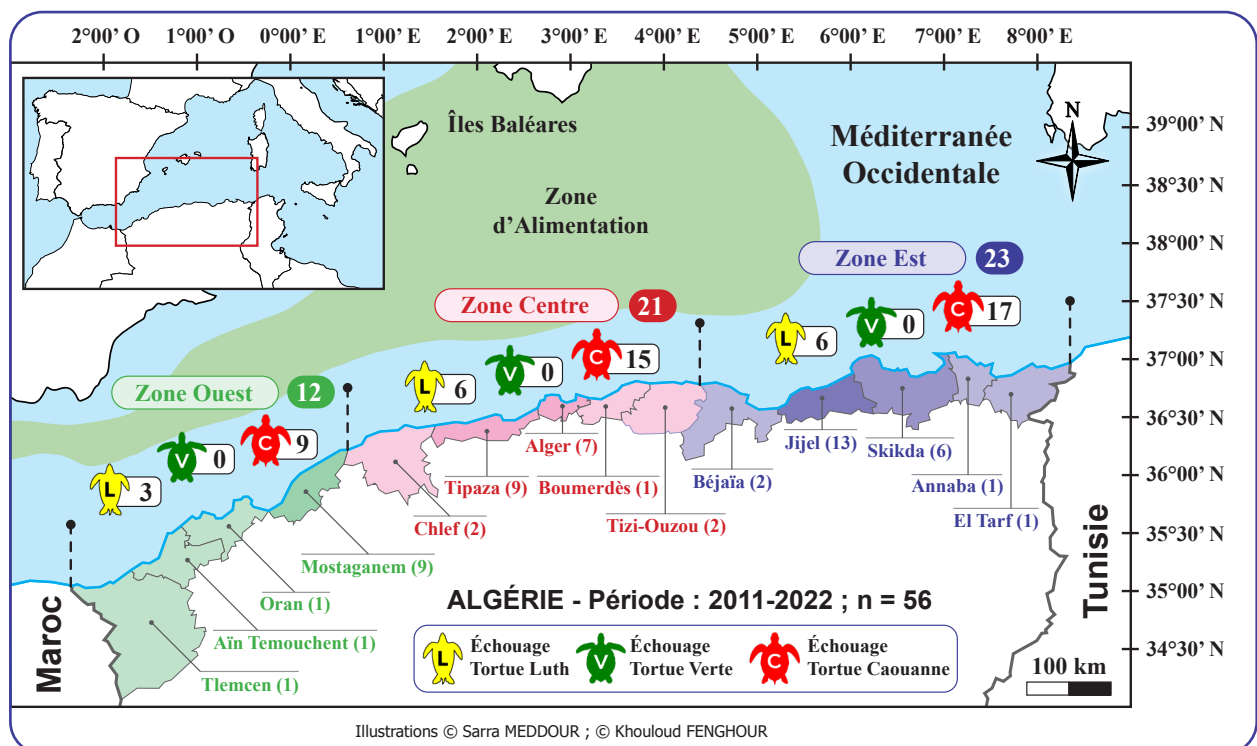 2°00' O 1°00' O 0°00' E 1°00' E 2°00' E 3°00' E 4°00' E 5°00' E 6°00' E 7°00' E 8°00' E
Îles Baléares
Méditerranée
Occidentale
N
39°00' N
38°30' N
38°00' N
37°30' N
37°00' N
36°30' N
36°00' N
35°30' N
35°00' N
34°30' N
Zone
d'Alimentation
Zone Est 23
L 6 V 0 C 17
Zone Centre 21
L 6 V 0 C 15
Zone Ouest 12
L 3 V 0 C 9
Alger (7)
Jijel (13)
Skikda (6)
Tipaza (9)
Boumerdès (1)
Béjaïa (2)
Annaba (1)
Chlef (2)
Tizi-Ouzou (2)
El Tarf (1)
Mostaganem (9)
Oran (1)
Aïn Temouchent (1)
Tlemcen (1)
Maroc
Tunisie
ALGÉRIE - Période : 2011-2022 ; n = 56
L Échouage
Tortue Luth
V Échouage
Tortue Verte
C Échouage
Tortue Caouanne
100 km
Illustrations © Sarra MEDDOUR ; © Khouloud FENGHOUR